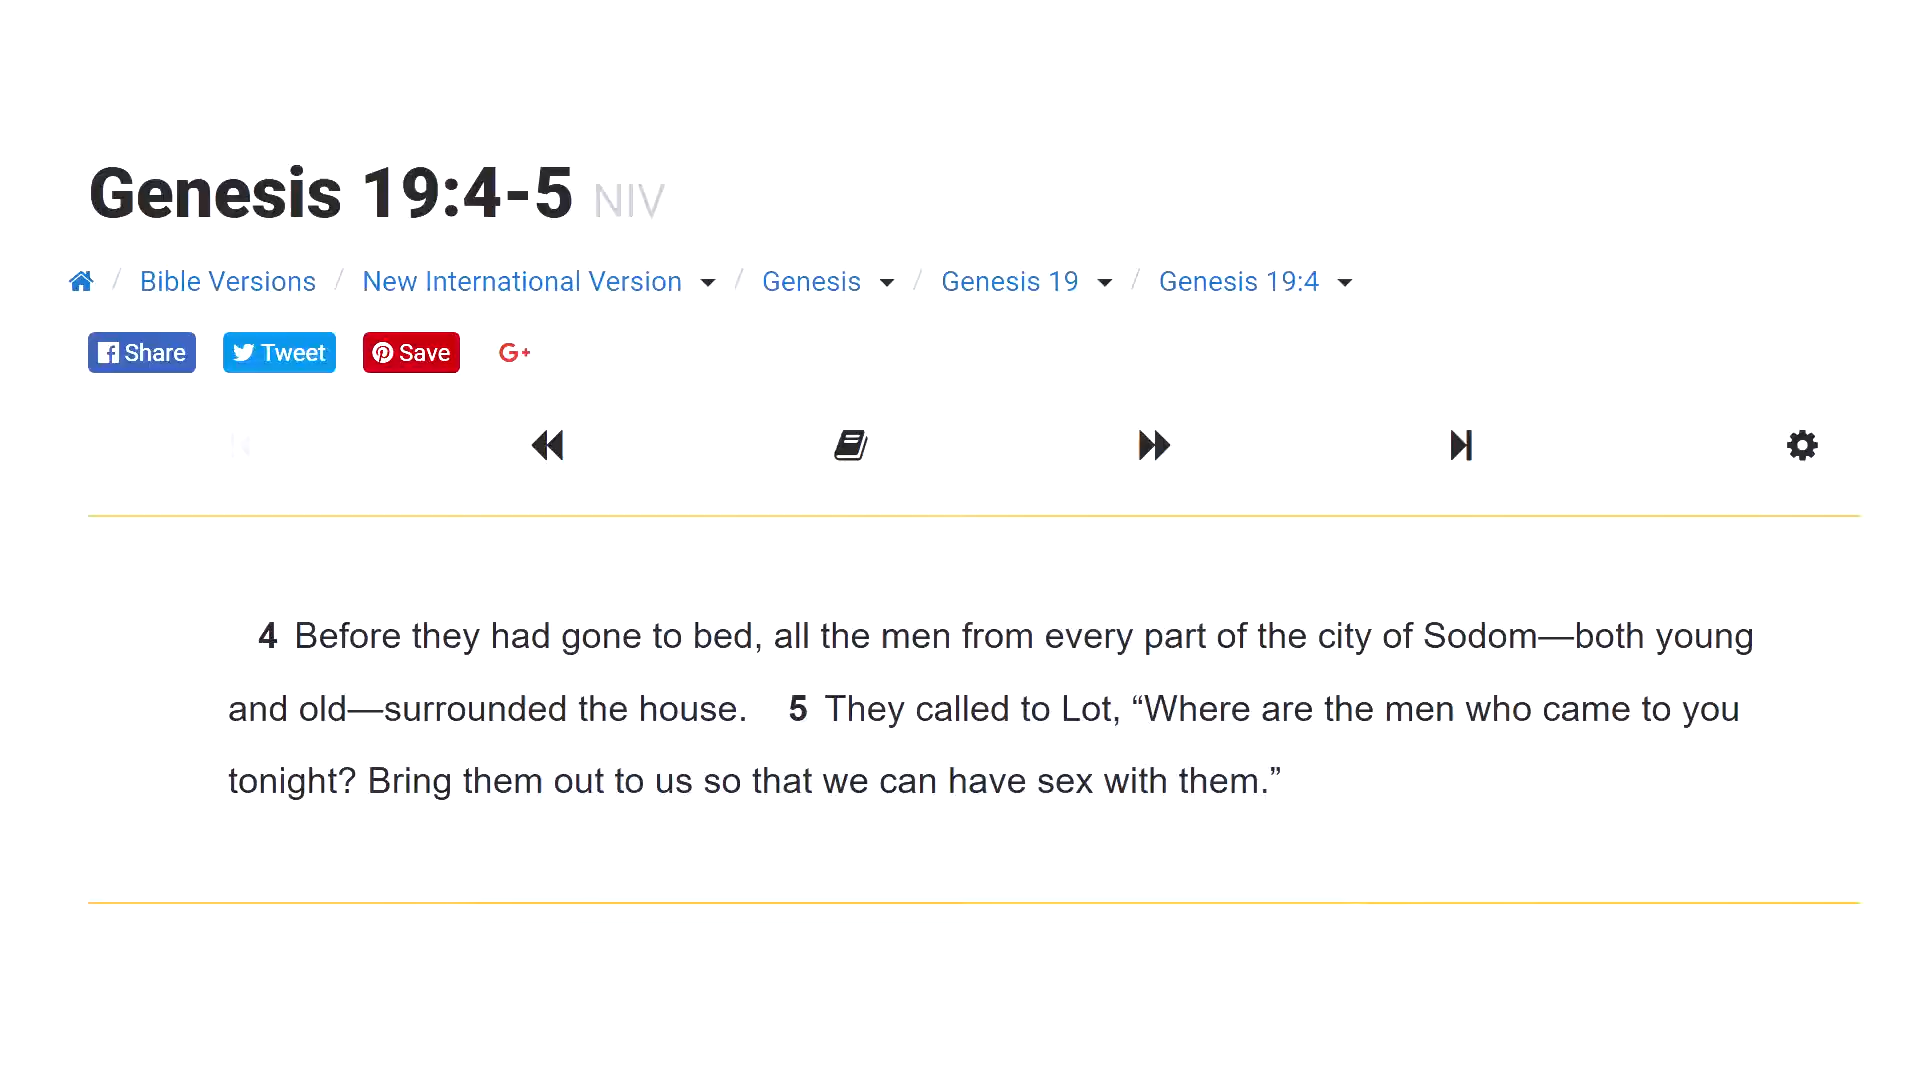 Genesis 19:4-5 NIV
/ Bible Versions / New International Version / Genesis / Genesis 19 / Genesis 19:4
Share Tweet Save G+
4 Before they had gone to bed, all the men from every part of the city of Sodom—both young
and old—surrounded the house. 5 They called to Lot, “Where are the men who came to you
tonight? Bring them out to us so that we can have sex with them.”